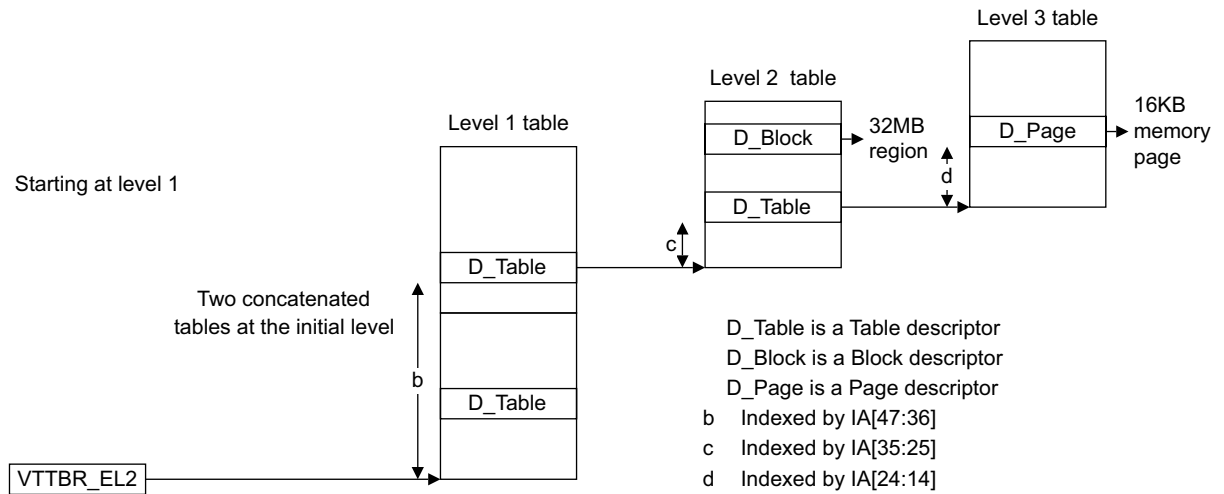 Level 3 table
Level 2 table
Level 1 table
D_Block
32MB
region
D_Page
16KB
memory
page
d
Starting at level 1
D_Table
c
D_Table
Two concatenated
tables at the initial level
b
D_Table
VTTBR_EL2
D_Table is a Table descriptor
D_Block is a Block descriptor
D_Page is a Page descriptor
b Indexed by IA[47:36]
c Indexed by IA[35:25]
d Indexed by IA[24:14]